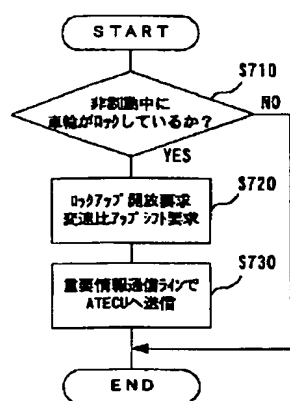 START
S710
非制動中に
車輪がロックしているか?
NO
YES
S720
ロックアップ開放要求
変速比アップシフト要求
S730
重要情報通信ラインで
ATECUへ送信
END